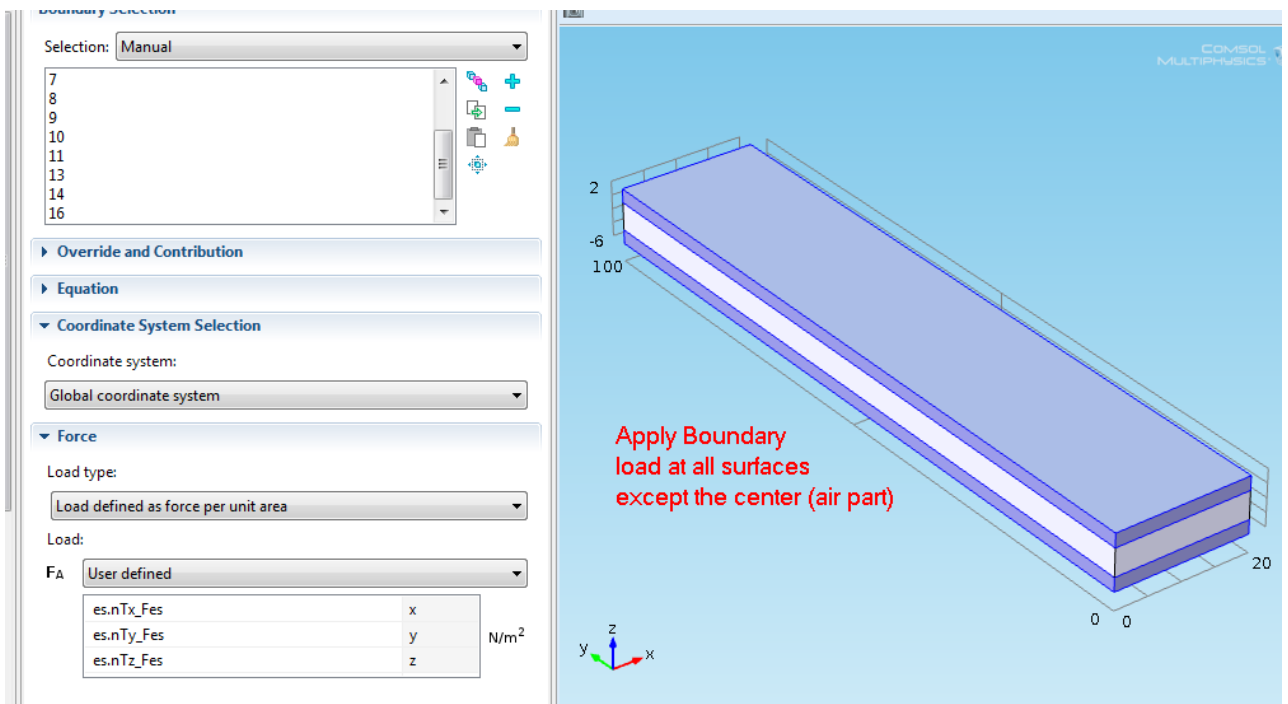 Boundary Selection
Selection: Manual
7
8
9
10
11
13
14
16
Override and Contribution
Equation
Coordinate System Selection
Coordinate system:
Global coordinate system
Force
Load type:
Load defined as force per unit area
Load:
FA User defined
es.nTx_Fes x
es.nTy_Fes y N/m²
es.nTz_Fes z
COMSOL
MULTIPHYSICS
2
-6
100
Apply Boundary
load at all surfaces
except the center (air part)
20
0 0
z
y x